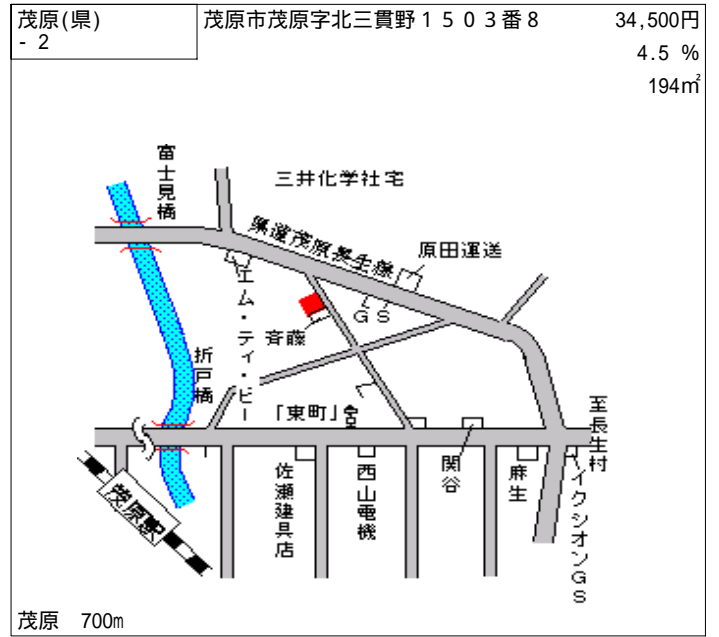 茂原(県)
- 2
茂原市茂原字北三貫野１５０３番８
34,500円
4.5 %
194㎡
富士見橋
三井化学社宅
県道茂原長生線
原田運送
エム・ティ・ビー
GS
斉藤
折戸橋
「東町」
至長生村
茂原駅
佐瀬建具店
西山電機
関谷
麻生
イクシオンGS
茂原 700m